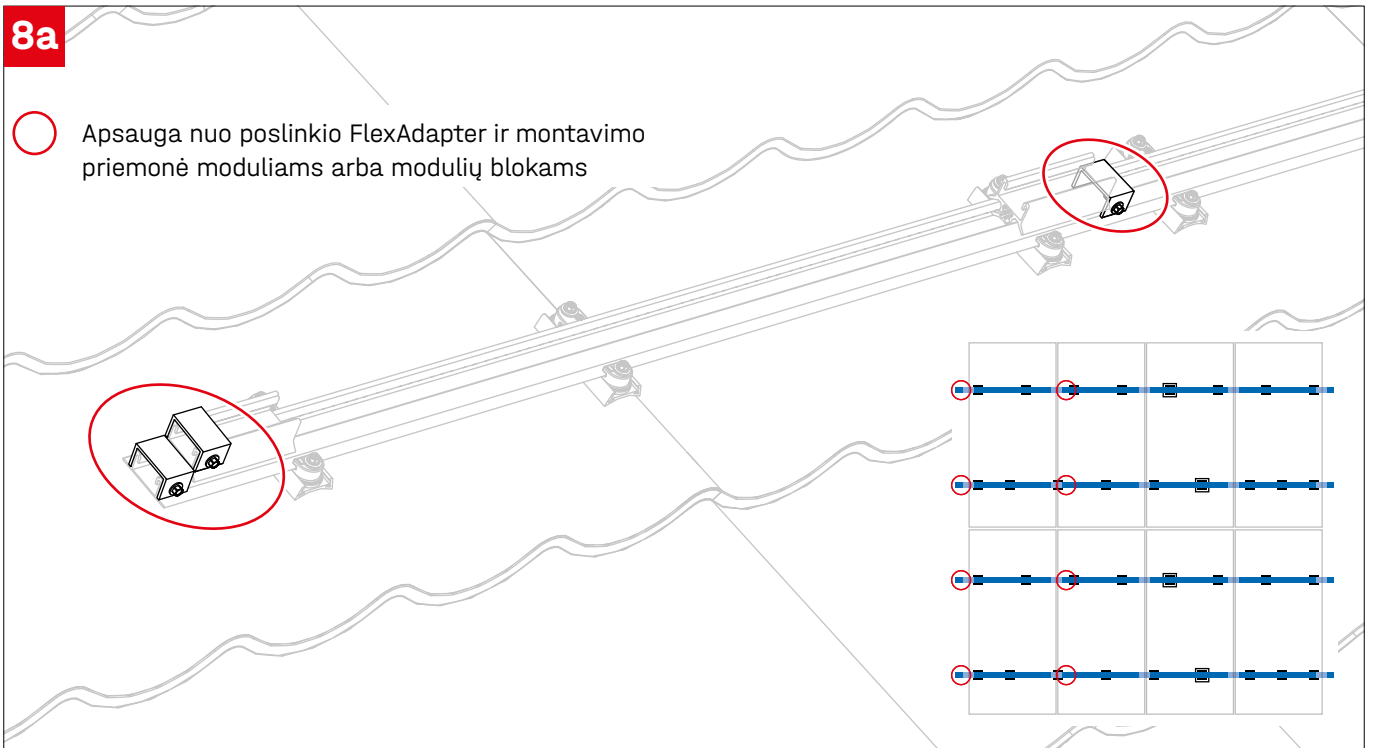 8a
Apsauga nuo poslinkio FlexAdapter ir montavimo
priemonė moduliams arba modulių blokams